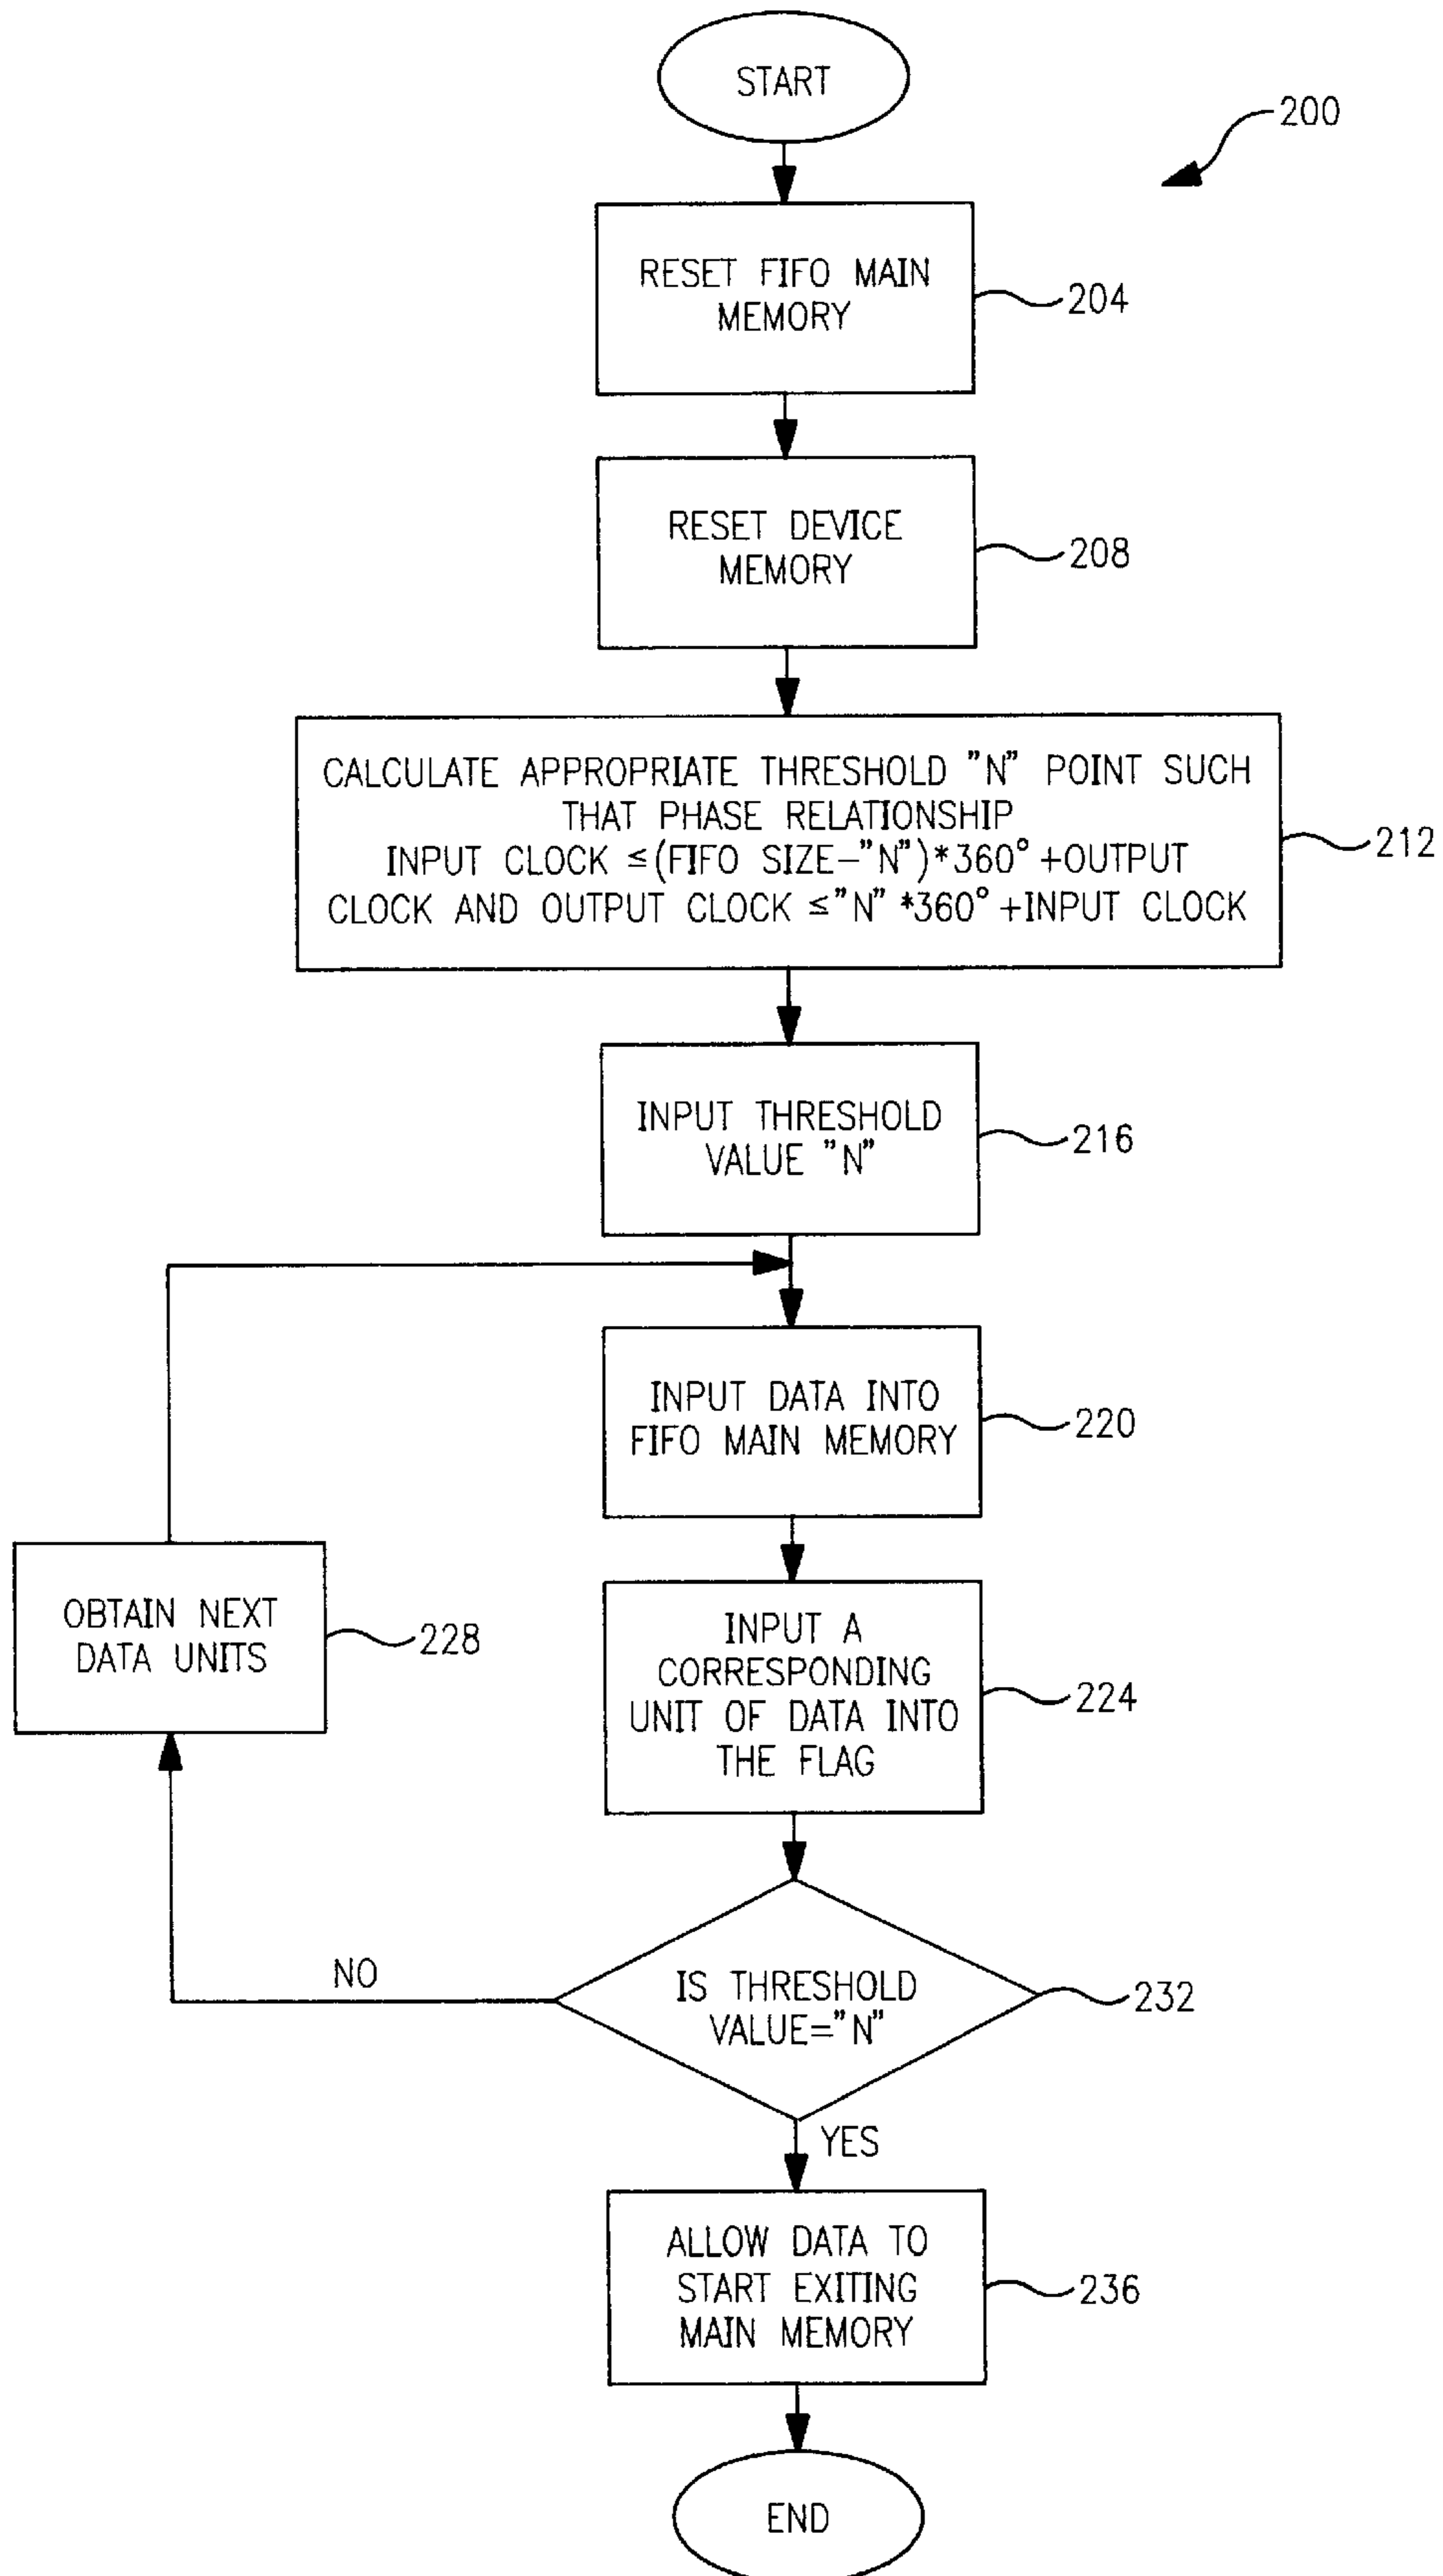 START
200
RESET FIFO MAIN
MEMORY
204
RESET DEVICE
MEMORY
208
CALCULATE APPROPRIATE THRESHOLD "N" POINT SUCH
THAT PHASE RELATIONSHIP
INPUT CLOCK ≤(FIFO SIZE-"N")*360° +OUTPUT
CLOCK AND OUTPUT CLOCK ≤"N" *360° +INPUT CLOCK
212
INPUT THRESHOLD
VALUE "N"
216
INPUT DATA INTO
FIFO MAIN MEMORY
220
OBTAIN NEXT
DATA UNITS
228
INPUT A
CORRESPONDING
UNIT OF DATA INTO
THE FLAG
224
NO
IS THRESHOLD
VALUE="N"
232
YES
ALLOW DATA TO
START EXITING
MAIN MEMORY
236
END